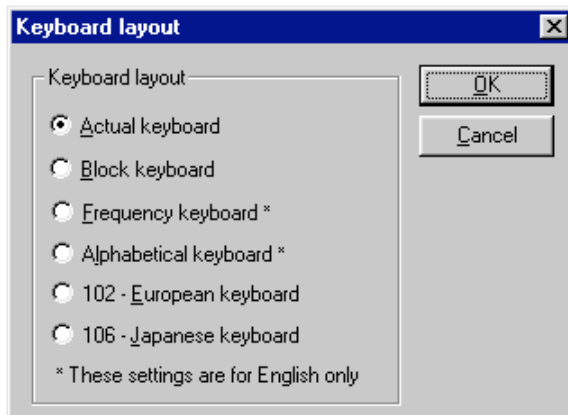 Keyboard layout
Keyboard layout
Actual keyboard
Block keyboard
Frequency keyboard *
Alphabetical keyboard *
102 - European keyboard
106 - Japanese keyboard
* These settings are for English only
OK
Cancel